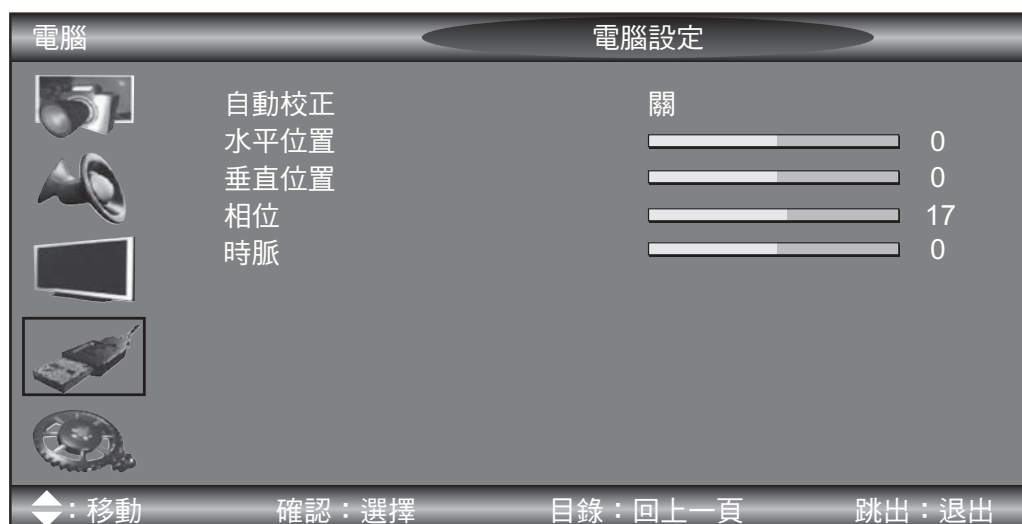 電腦 電腦設定
自動校正 關
水平位置 0
垂直位置 0
相位 17
時脈 0
：移動 確認：選擇 目錄：回上一頁 跳出：退出